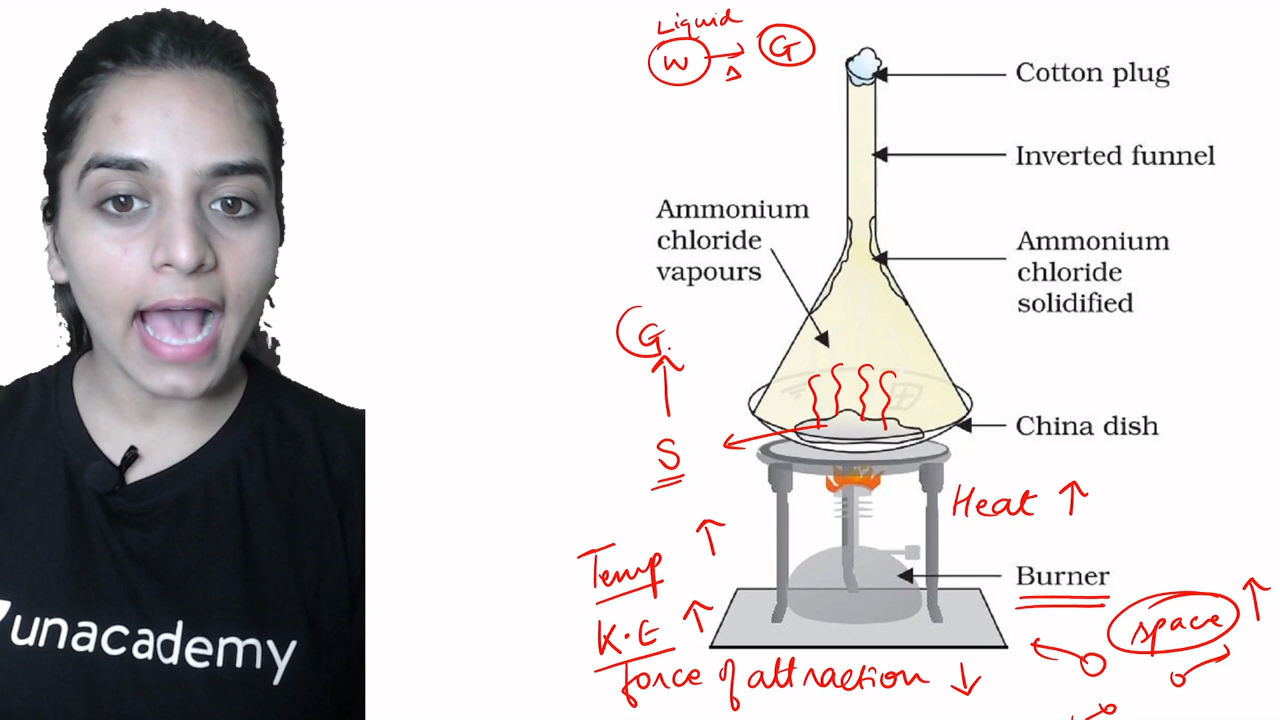 Liquid
W → G
Δ
Cotton plug
Inverted funnel
Ammonium
chloride
vapours
Ammonium
chloride
solidified
G
S
China dish
Heat ↑
Temp ↑
Burner
K.E ↑
space ↑
force of attraction ↓
unacademy